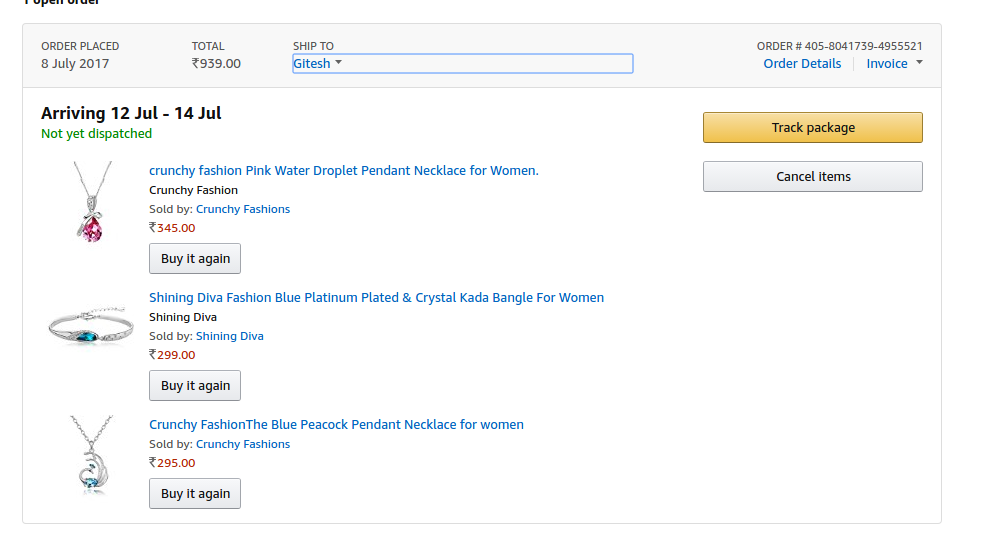 1 open order
ORDER PLACED
8 July 2017
TOTAL
₹939.00
SHIP TO
Gitesh
ORDER # 405-8041739-4955521
Order Details
Invoice
Arriving 12 Jul - 14 Jul
Not yet dispatched
Track package
Cancel items
crunchy fashion Pink Water Droplet Pendant Necklace for Women.
Crunchy Fashion
Sold by: Crunchy Fashions
₹345.00
Buy it again
Shining Diva Fashion Blue Platinum Plated & Crystal Kada Bangle For Women
Shining Diva
Sold by: Shining Diva
₹299.00
Buy it again
Crunchy FashionThe Blue Peacock Pendant Necklace for women
Sold by: Crunchy Fashions
₹295.00
Buy it again